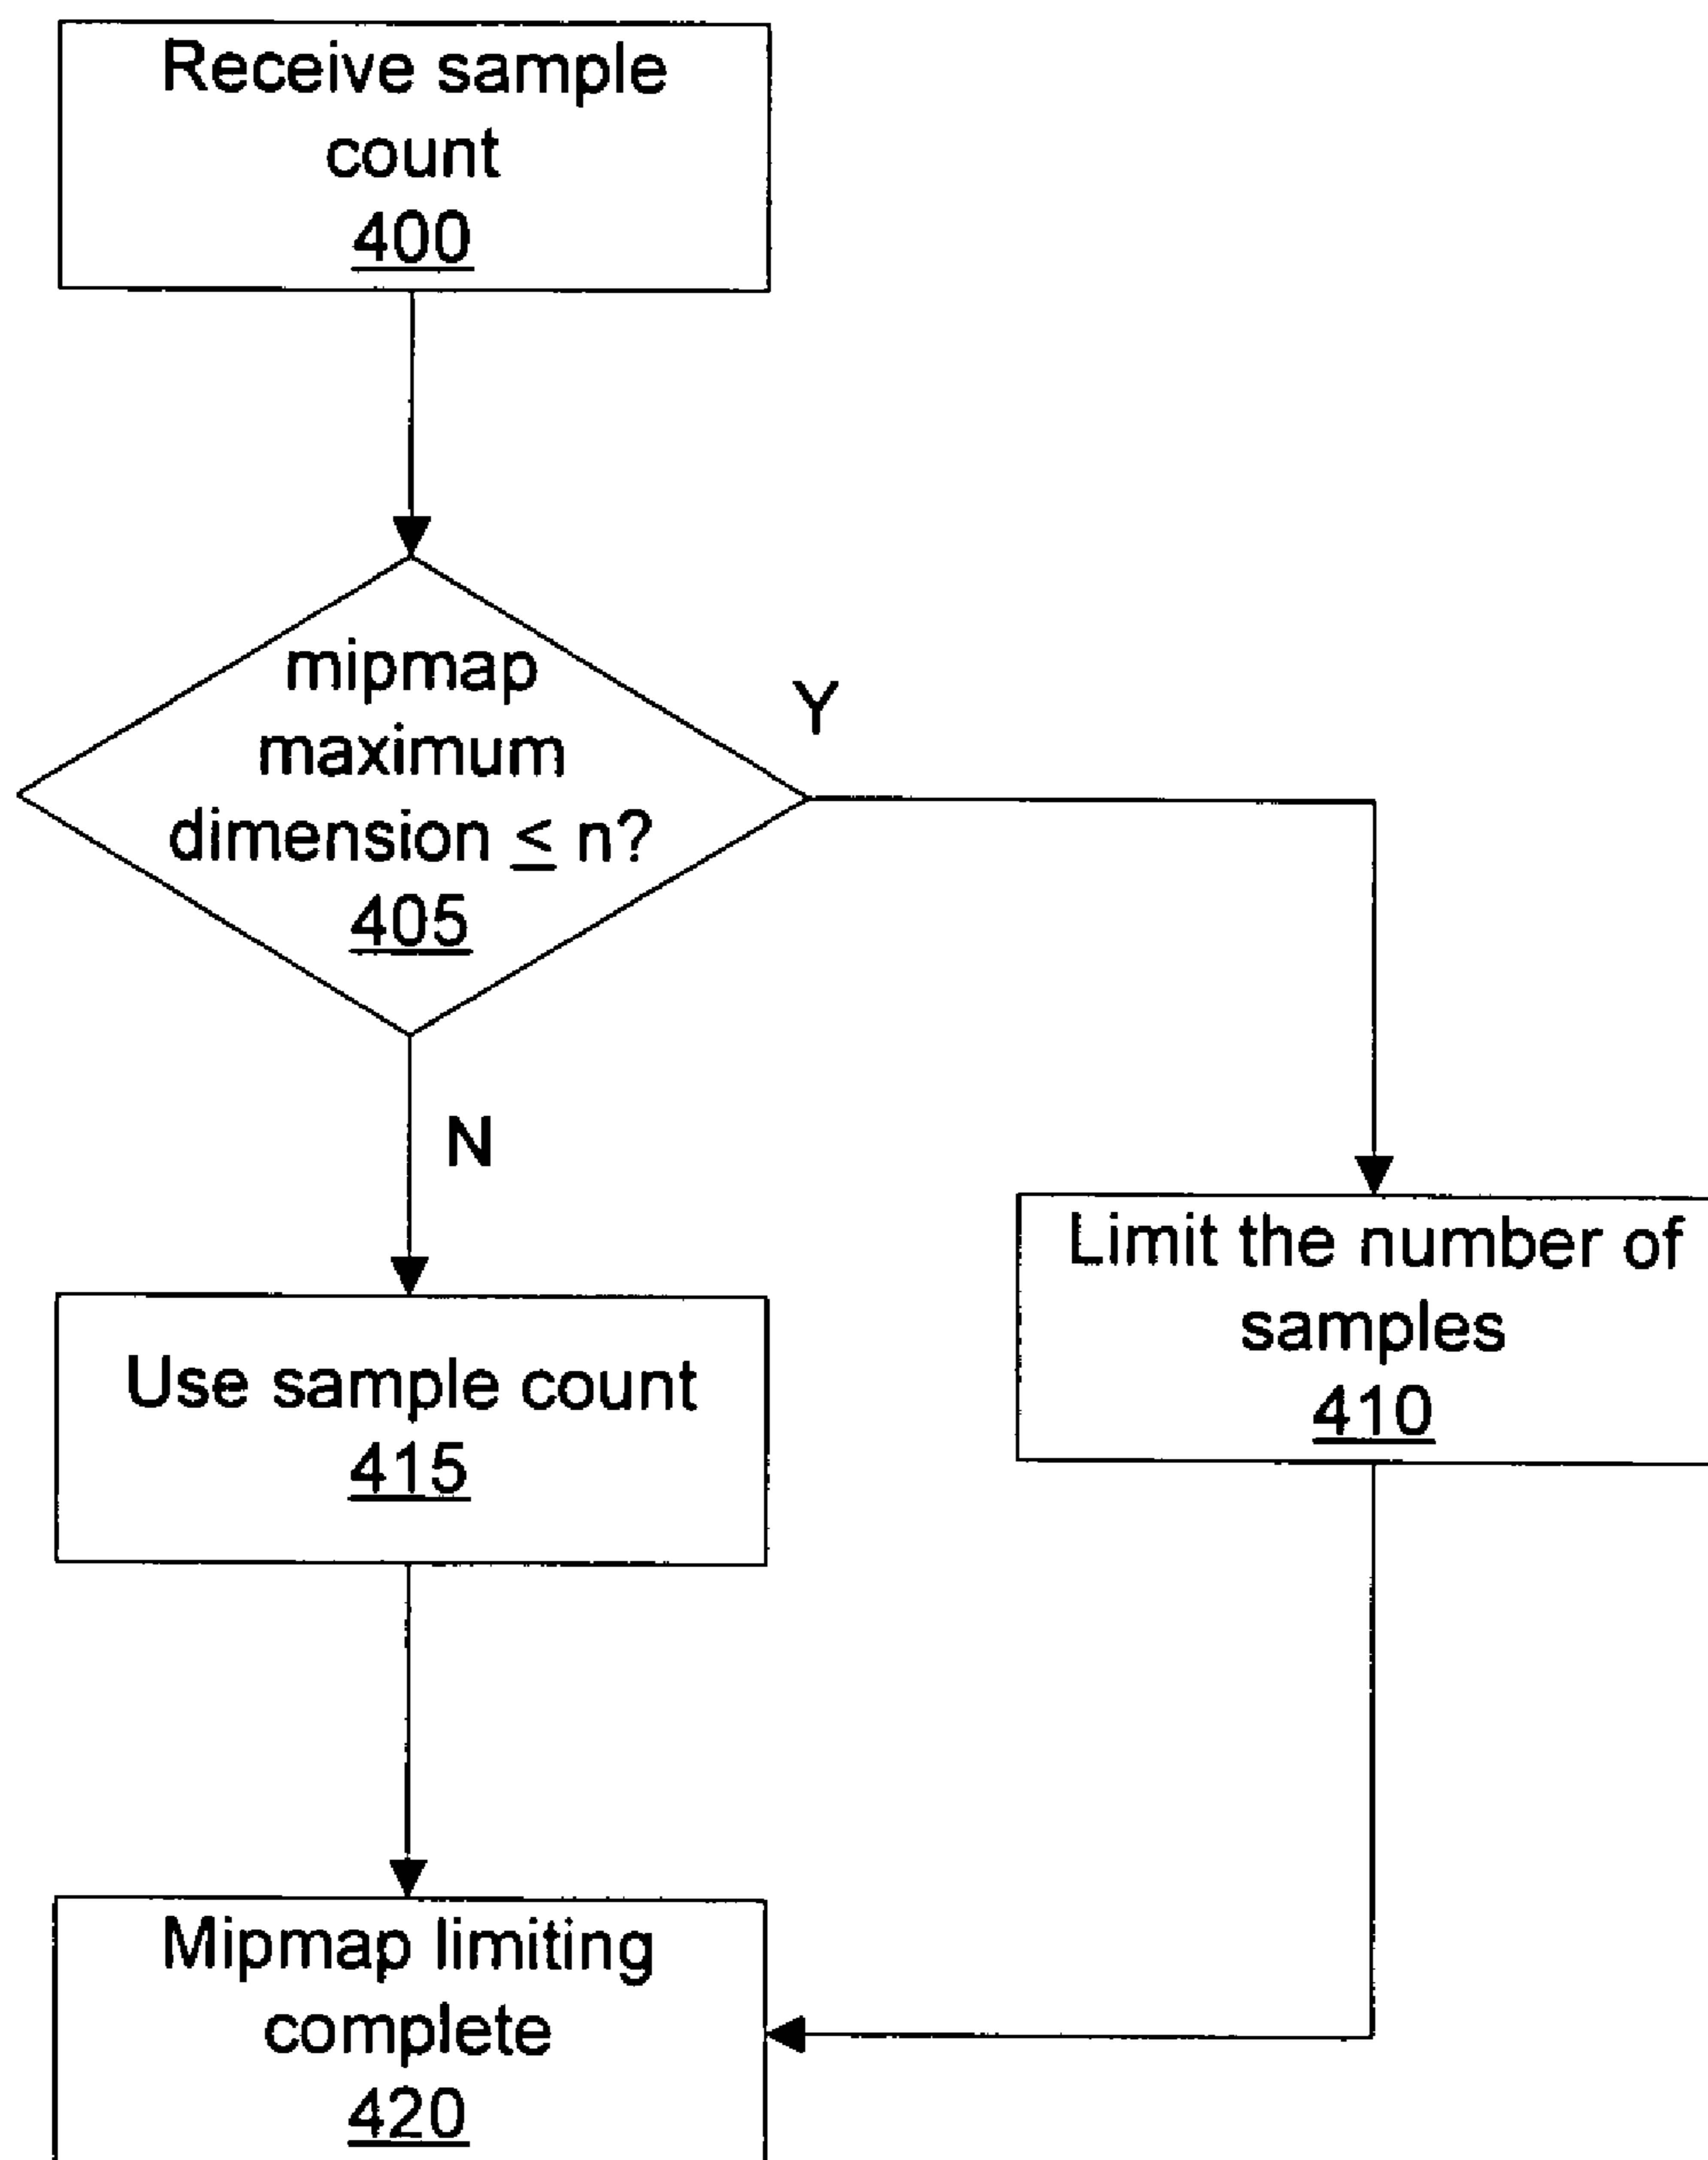 Receive sample
count
400
mipmap
maximum
dimension ≤ n?
405
Y
N
Limit the number of
samples
410
Use sample count
415
Mipmap limiting
complete
420